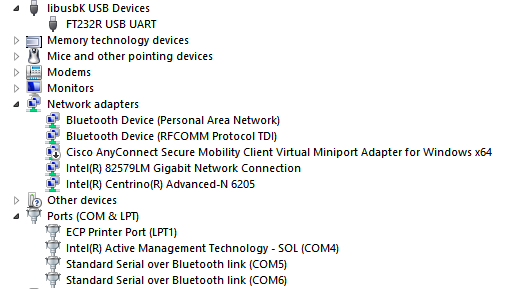 libusbK USB Devices
FT232R USB UART
Memory technology devices
Mice and other pointing devices
Modems
Monitors
Network adapters
Bluetooth Device (Personal Area Network)
Bluetooth Device (RFCOMM Protocol TDI)
Cisco AnyConnect Secure Mobility Client Virtual Miniport Adapter for Windows x64
Intel(R) 82579LM Gigabit Network Connection
Intel(R) Centrino(R) Advanced-N 6205
Other devices
Ports (COM & LPT)
ECP Printer Port (LPT1)
Intel(R) Active Management Technology - SOL (COM4)
Standard Serial over Bluetooth link (COM5)
Standard Serial over Bluetooth link (COM6)